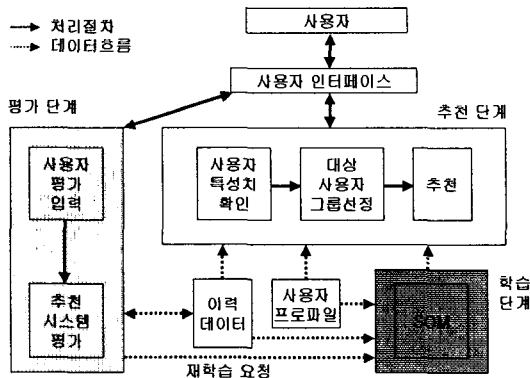 처리절차
데이터흐름
사용자
사용자 인터페이스
평가 단계
추천 단계
사용자
평가
입력
사용자
특성치
확인
대상
사용자
그룹선정
추천
추천
시스템
평가
이력
데이터
사용자
프로파일
SOM
학습
단계
재학습 요청